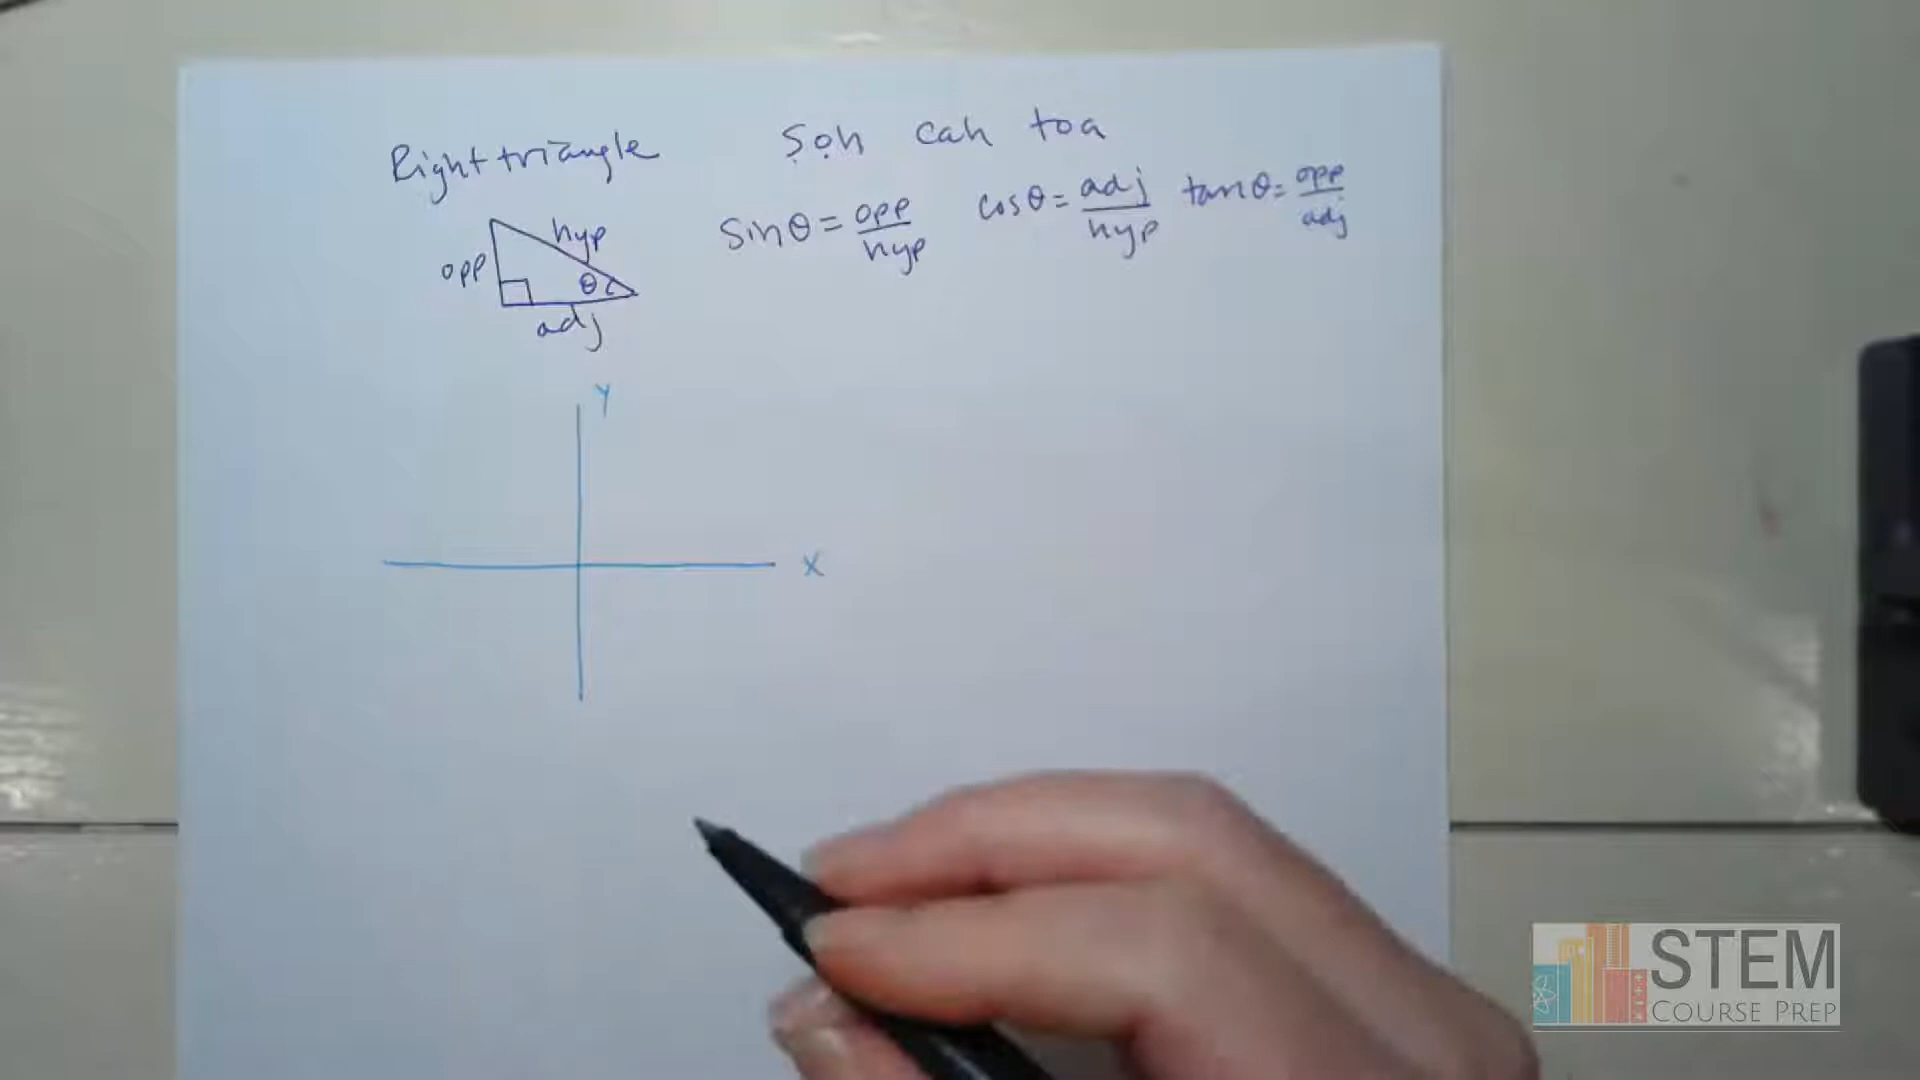 Right triangle
Soh cah toa
sinθ = opp/hyp cosθ = adj/hyp tanθ = opp/adj
hyp
opp
θ
adj
Y
X
STEM
COURSE PREP